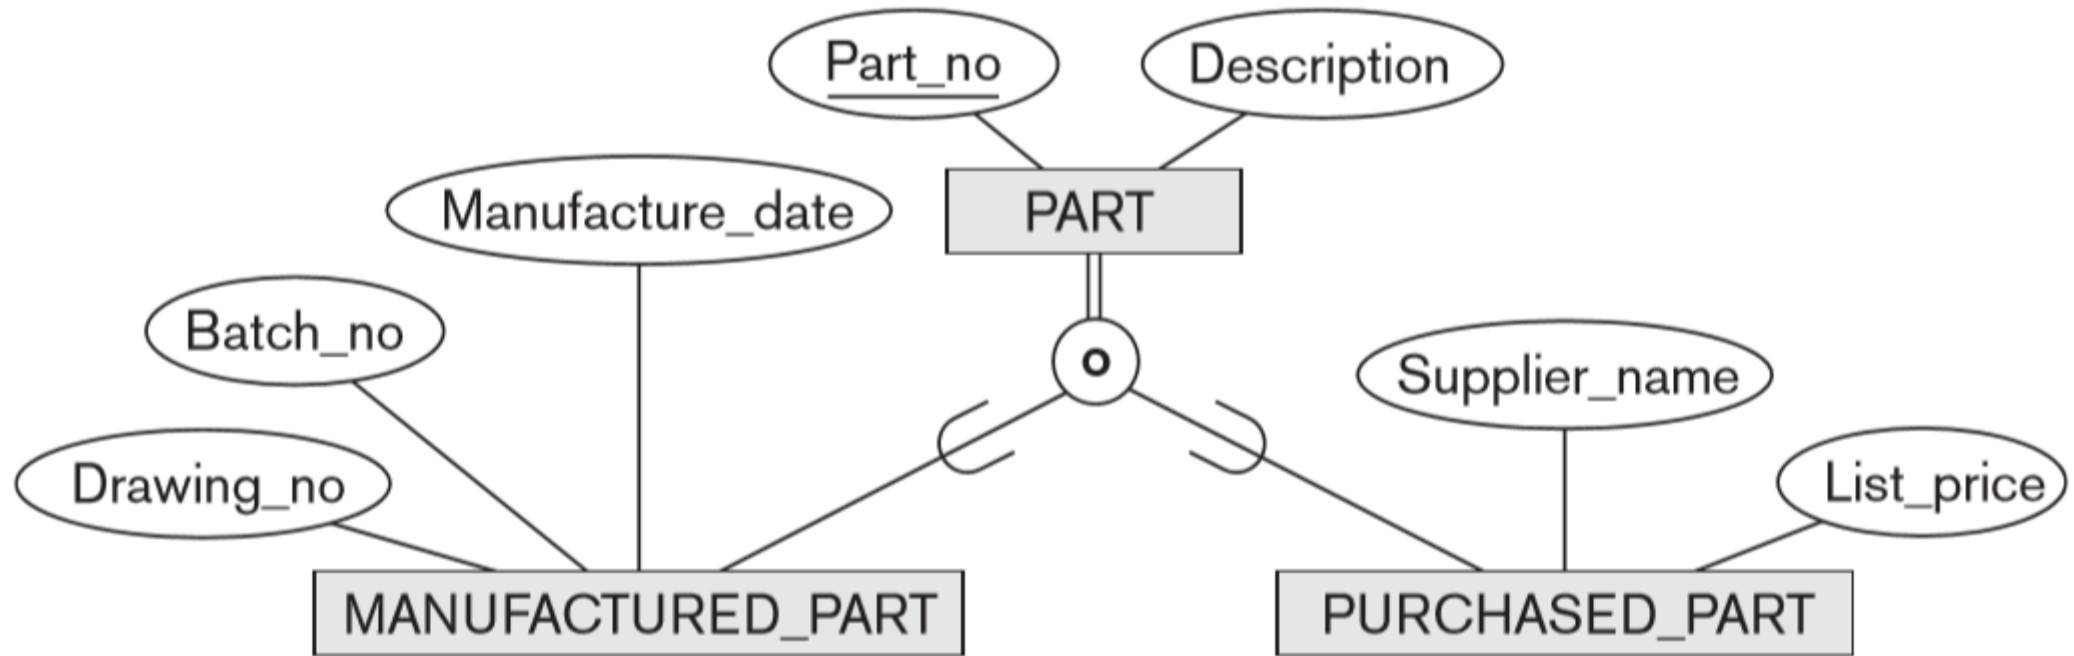 Part_no
Description
Manufacture_date
PART
Batch_no
o
Supplier_name
Drawing_no
List_price
MANUFACTURED_PART
PURCHASED_PART